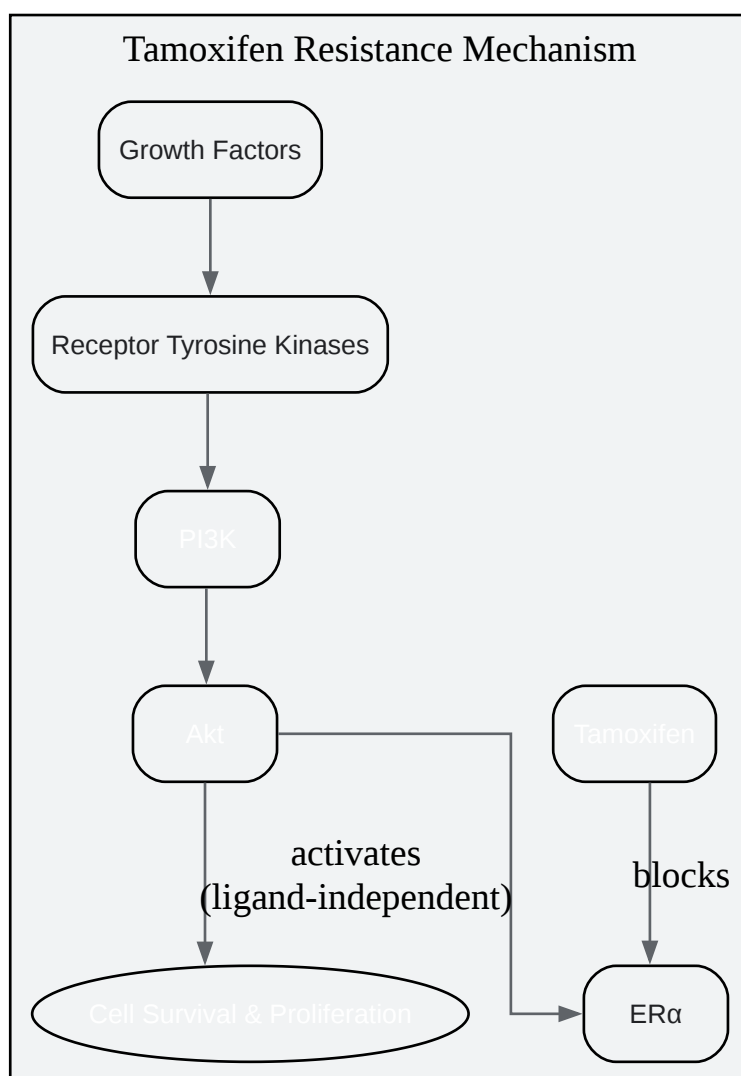 Tamoxifen Resistance Mechanism
Growth Factors
Receptor Tyrosine Kinases
PI3K
Akt
Tamoxifen
activates
(ligand-independent)
blocks
Cell Survival & Proliferation
ERα